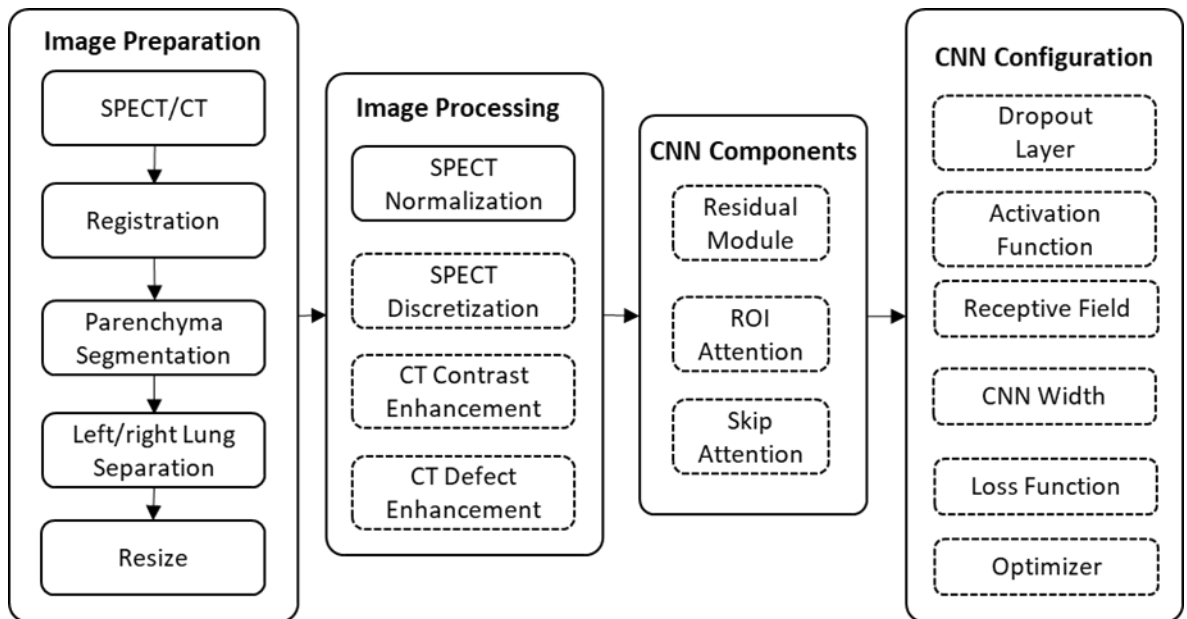 Image Preparation
SPECT/CT
Registration
Parenchyma
Segmentation
Left/right Lung
Separation
Resize
Image Processing
SPECT
Normalization
SPECT
Discretization
CT Contrast
Enhancement
CT Defect
Enhancement
CNN Components
Residual
Module
ROI
Attention
Skip
Attention
CNN Configuration
Dropout
Layer
Activation
Function
Receptive Field
CNN Width
Loss Function
Optimizer